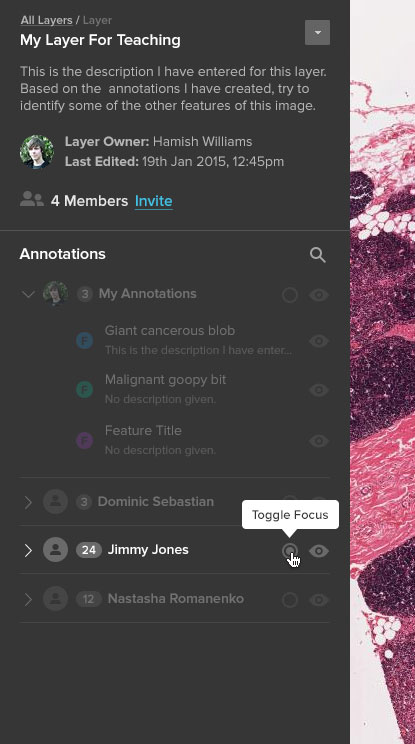 All Layers / Layer
My Layer For Teaching
This is the description I have entered for this layer.
Based on the annotations I have created, try to
identify some of the other features of this image.
Layer Owner: Hamish Williams
Last Edited: 19th Jan 2015, 12:45pm
4 Members Invite
Annotations
3 My Annotations
F Giant cancerous blob
This is the description I have enter...
F Malignant goopy bit
No description given.
F Feature Title
No description given.
3 Dominic Sebastian
Toggle Focus
24 Jimmy Jones
12 Nastasha Romanenko